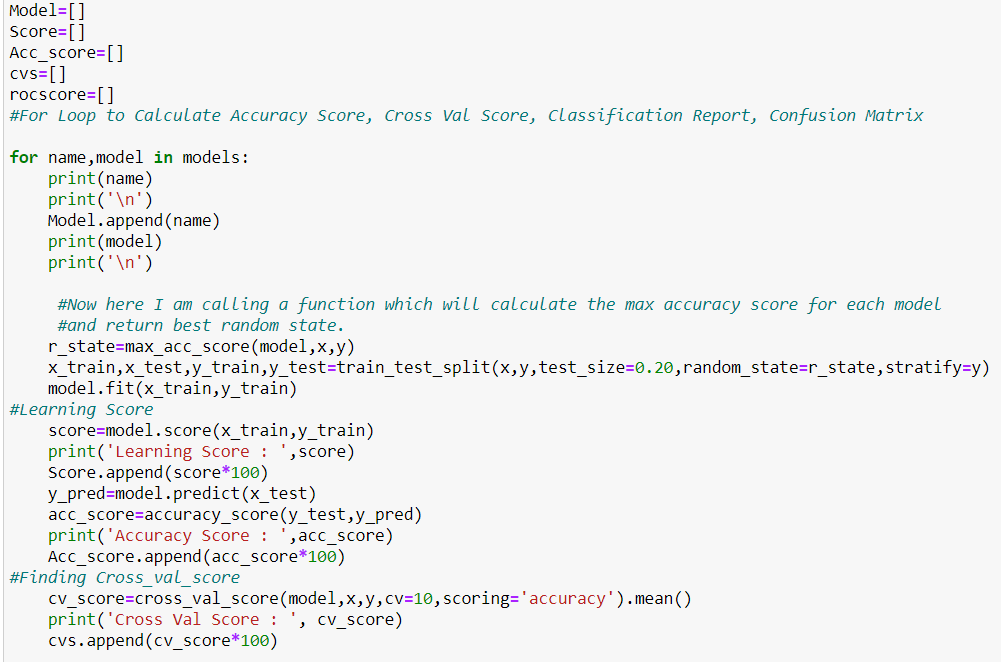 Model=[]
Score=[]
Acc_score=[]
cvs=[]
rocscore=[]
#For Loop to Calculate Accuracy Score, Cross Val Score, Classification Report, Confusion Matrix

for name,model in models:
    print(name)
    print('\n')
    Model.append(name)
    print(model)
    print('\n')

     #Now here I am calling a function which will calculate the max accuracy score for each model
     #and return best random state.
    r_state=max_acc_score(model,x,y)
    x_train,x_test,y_train,y_test=train_test_split(x,y,test_size=0.20,random_state=r_state,stratify=y)
    model.fit(x_train,y_train)
#Learning Score
    score=model.score(x_train,y_train)
    print('Learning Score : ',score)
    Score.append(score*100)
    y_pred=model.predict(x_test)
    acc_score=accuracy_score(y_test,y_pred)
    print('Accuracy Score : ',acc_score)
    Acc_score.append(acc_score*100)
#Finding Cross_val_score
    cv_score=cross_val_score(model,x,y,cv=10,scoring='accuracy').mean()
    print('Cross Val Score : ', cv_score)
    cvs.append(cv_score*100)